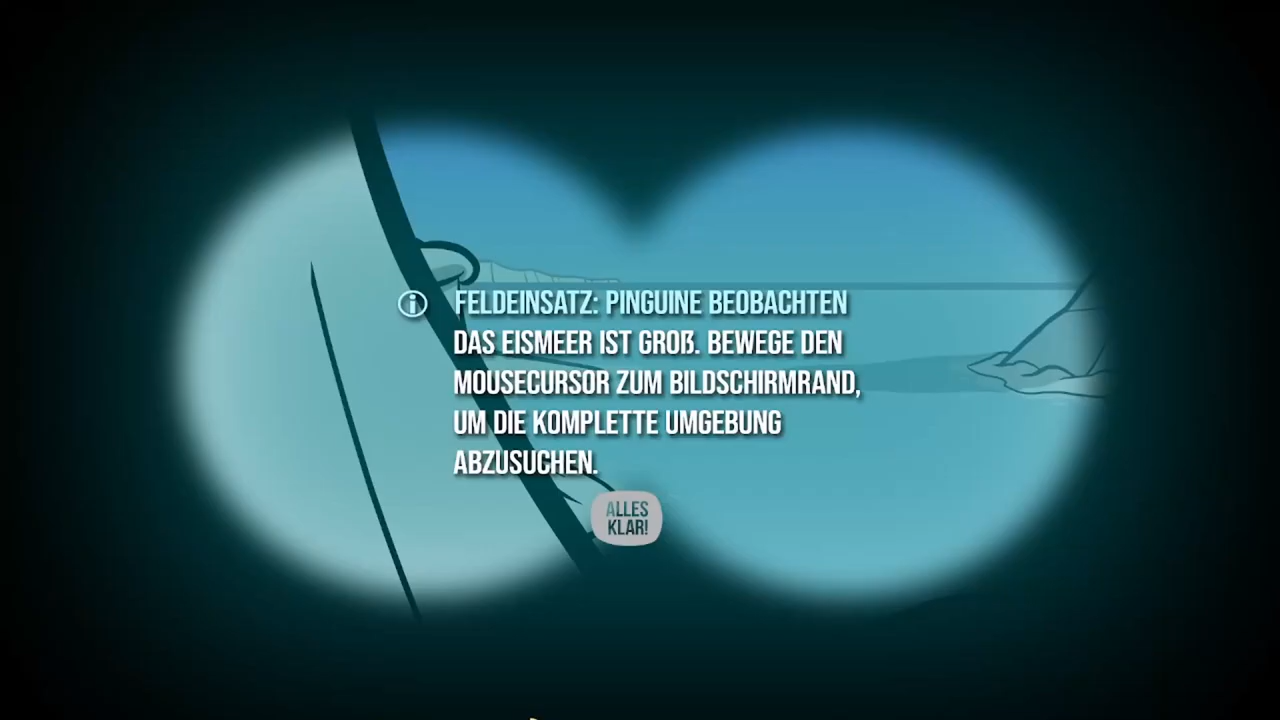 FELDEINSATZ: PINGUINE BEOBACHTEN
DAS EISMEER IST GROß. BEWEGE DEN
MOUSECURSOR ZUM BILDSCHIRMRAND,
UM DIE KOMPLETTE UMGEBUNG
ABZUSUCHEN.
ALLES
KLAR!